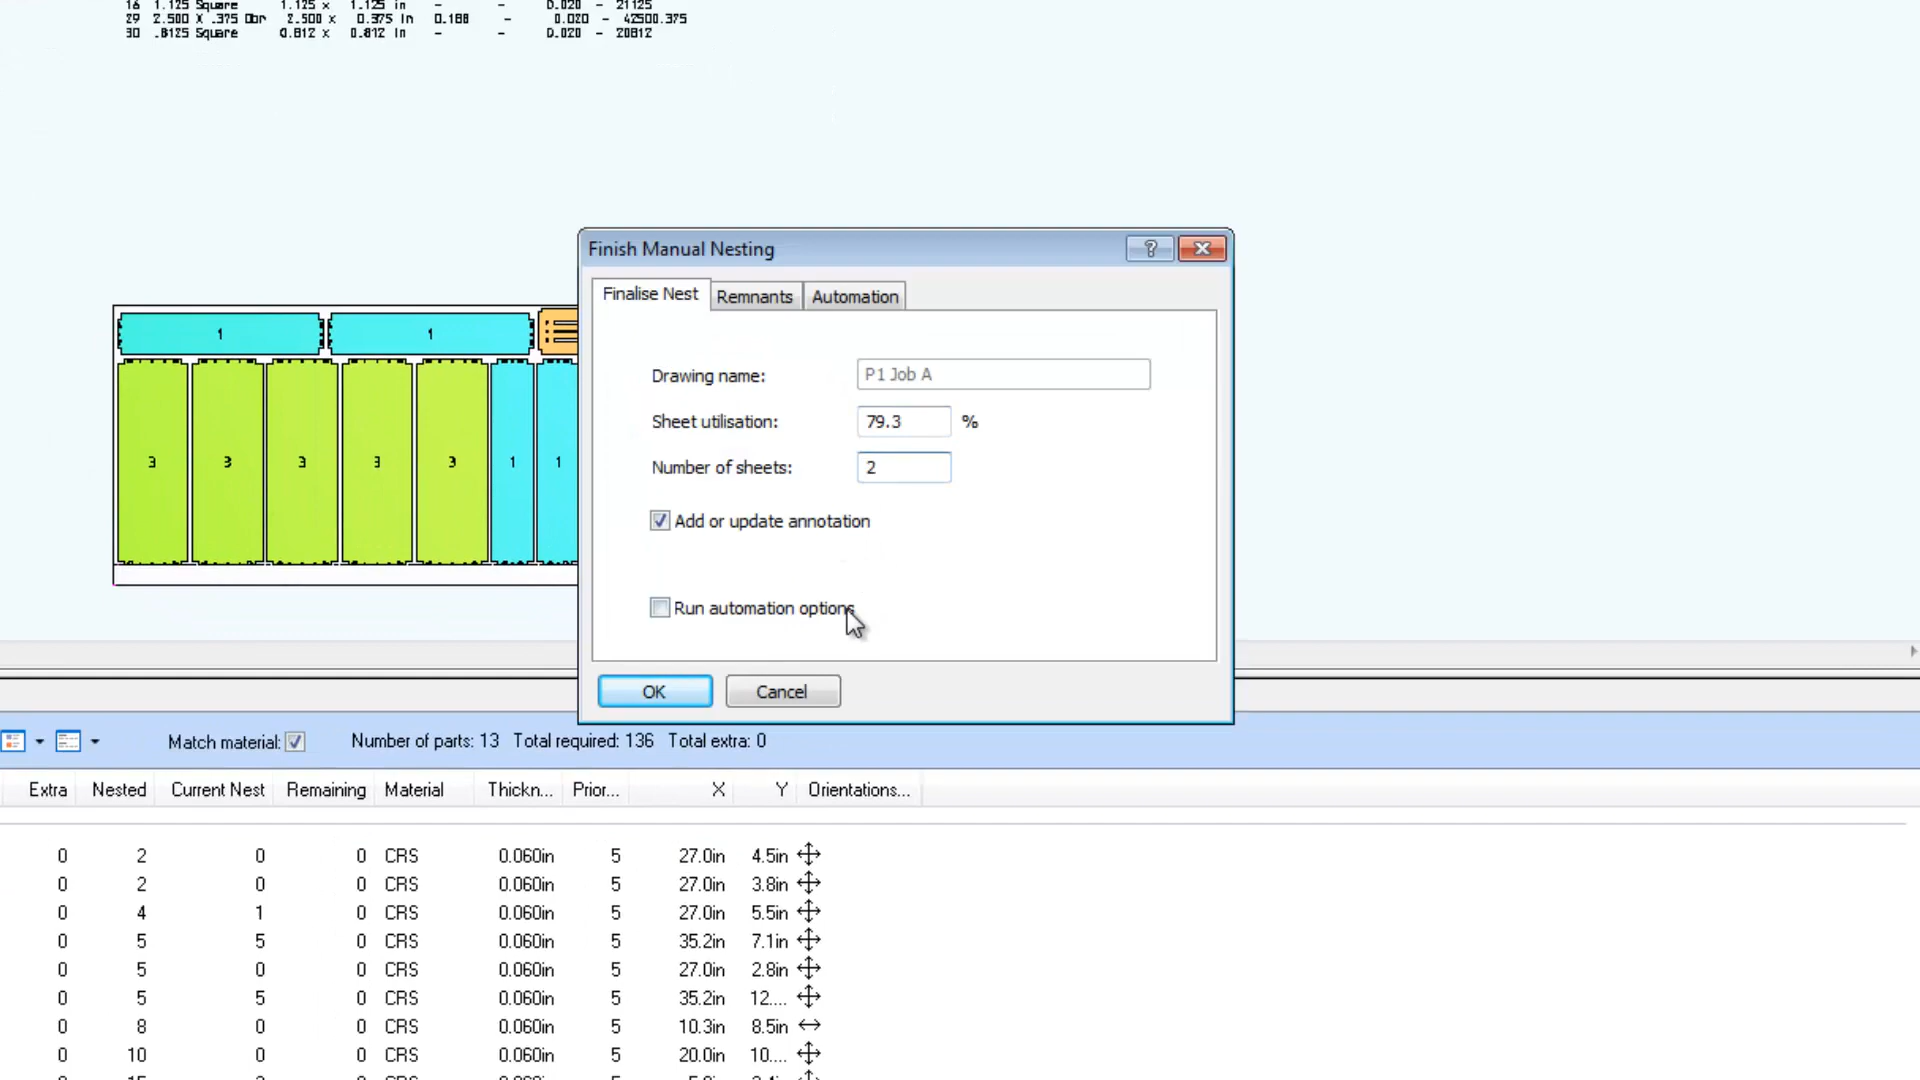 16 1.125 Square 1.125 x 1.125 in - - 0.020 - 21125
29 2.500 X .375 Obr 2.500 x 0.375 in 0.188 - 0.020 - 42500.375
30 .8125 Square 0.812 x 0.812 in - - 0.020 - 20812
Finish Manual Nesting ?
Finalise Nest Remnants Automation
1 1
Drawing name: P1 Job A
Sheet utilisation: 79.3 %
3 3 3 3 3 1 1
Number of sheets: 2
Add or update annotation
Run automation options
OK Cancel
Match material: Number of parts: 13 Total required: 136 Total extra: 0
Extra Nested Current Nest Remaining Material Thickn... Prior... X Y Orientations...
0 2 0 0 CRS 0.060in 5 27.0in 4.5in
0 2 0 0 CRS 0.060in 5 27.0in 3.8in
0 4 1 0 CRS 0.060in 5 27.0in 5.5in
0 5 5 0 CRS 0.060in 5 35.2in 7.1in
0 5 0 0 CRS 0.060in 5 27.0in 2.8in
0 5 5 0 CRS 0.060in 5 35.2in 12....
0 8 0 0 CRS 0.060in 5 10.3in 8.5in
0 10 0 0 CRS 0.060in 5 20.0in 10....